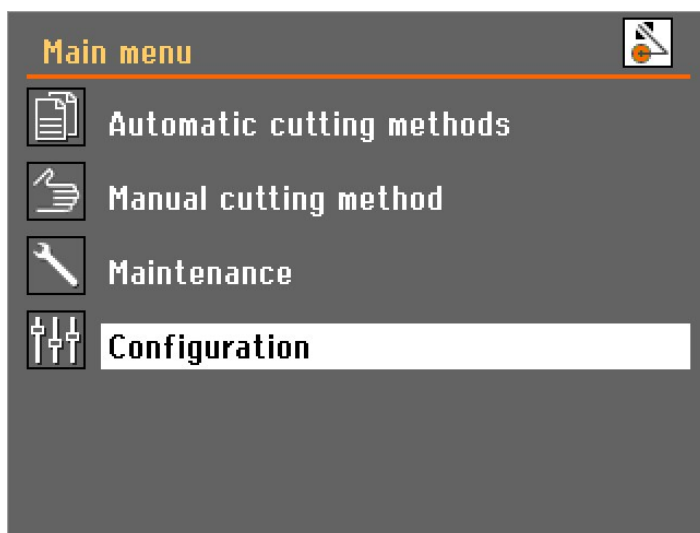 Main menu
Automatic cutting methods
Manual cutting method
Maintenance
Configuration